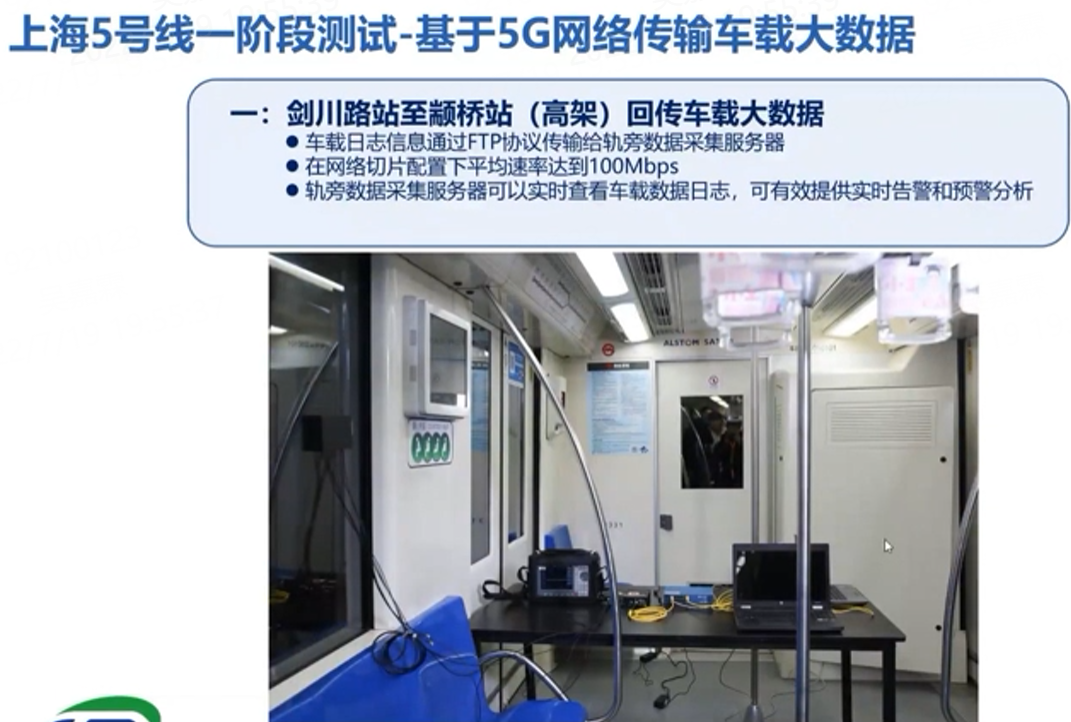 上海5号线一阶段测试-基于5G网络传输车载大数据
一：剑川路站至颛桥站（高架）回传车载大数据
● 车载日志信息通过FTP协议传输给轨旁数据采集服务器
● 在网络切片配置下平均速率达到100Mbps
● 轨旁数据采集服务器可以实时查看车载数据日志，可有效提供实时告警和预警分析
ALSTOM SAT